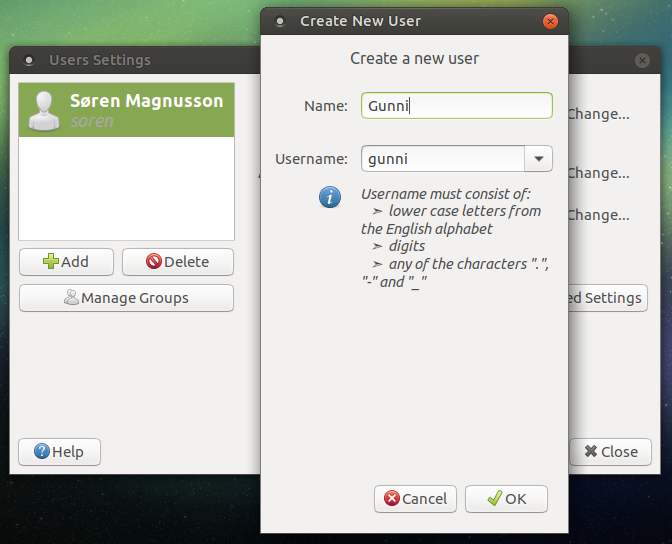 Create New User
Users Settings
Create a new user
Søren Magnusson
soren
Name: Gunni
Change...
Username: gunni
Change...
Username must consist of:
➣ lower case letters from
the English alphabet
➣ digits
➣ any of the characters ".",
"-" and "_"
Change...
Add
Delete
Manage Groups
Settings
Help
Close
Cancel
OK